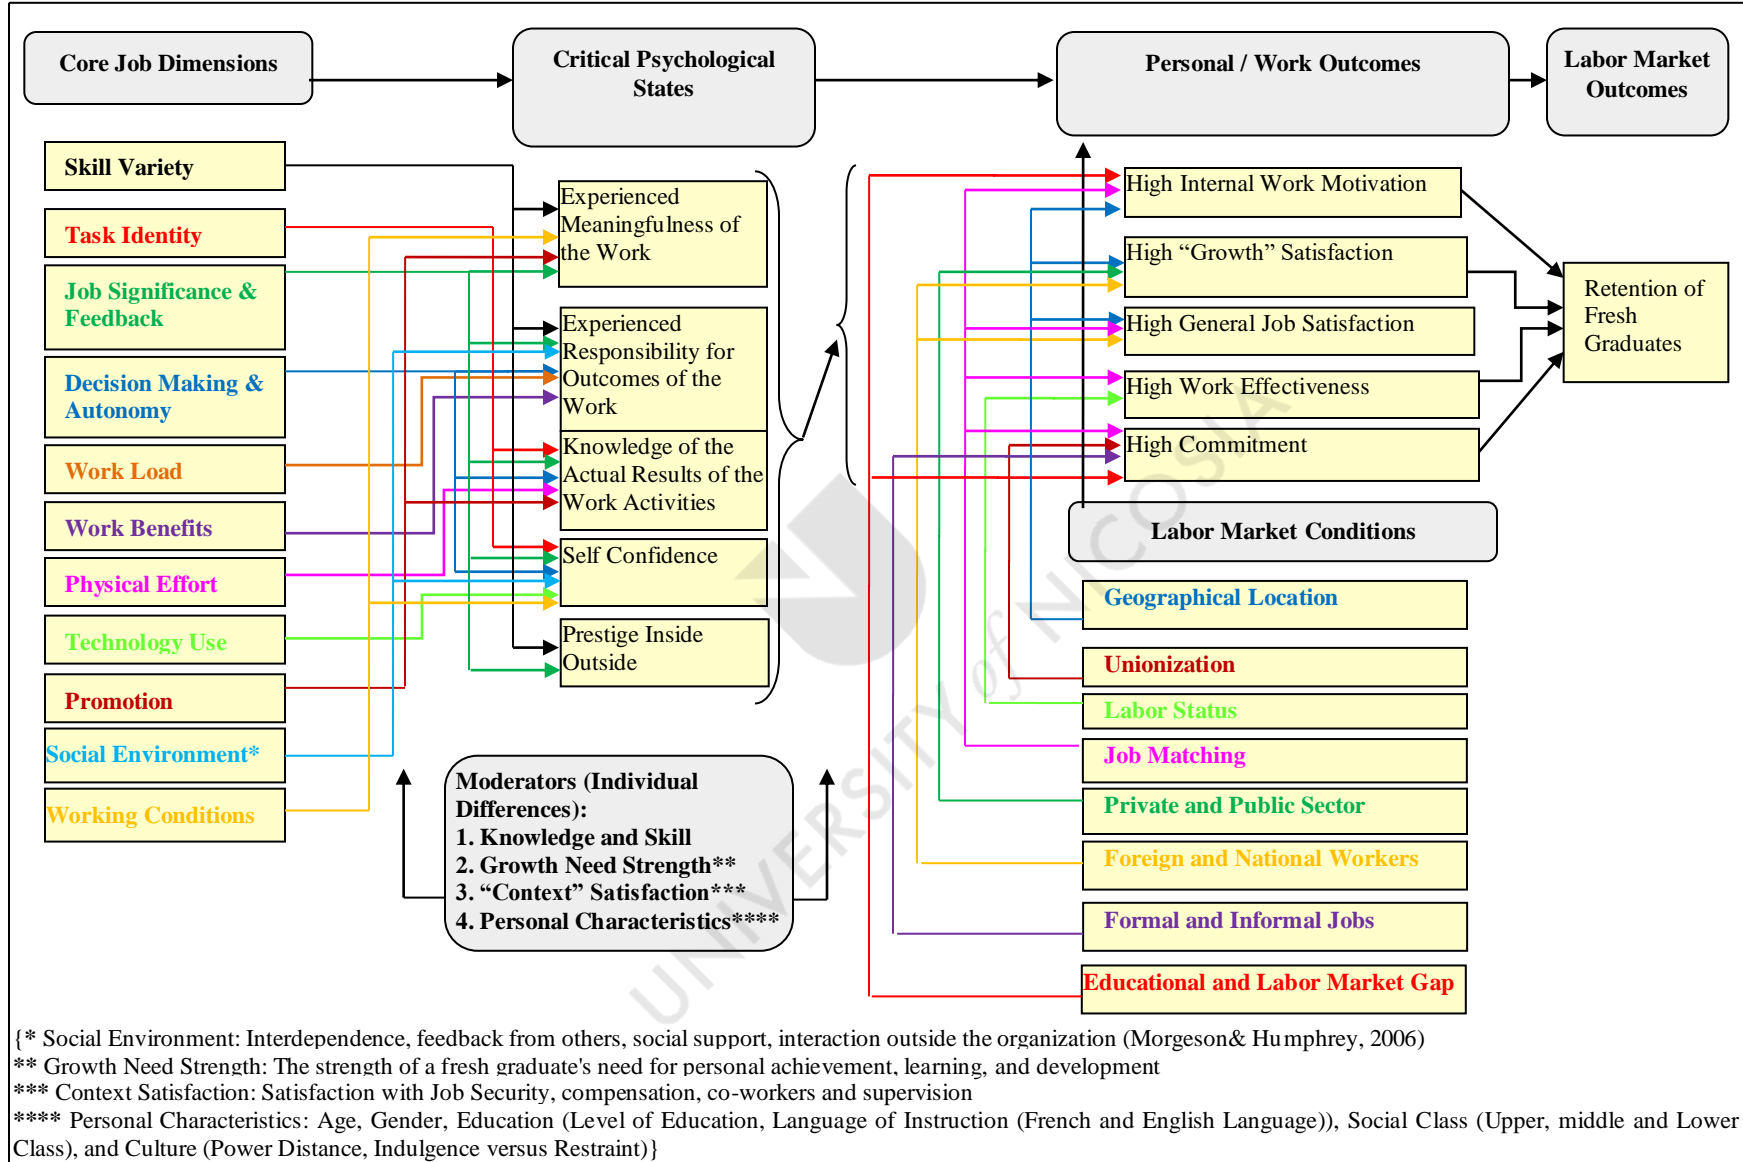 Core Job Dimensions
Critical Psychological
States
Personal / Work Outcomes
Labor Market
Outcomes
Skill Variety
Task Identity
Job Significance &
Feedback
Decision Making &
Autonomy
Work Load
Work Benefits
Physical Effort
Technology Use
Promotion
Social Environment*
Working Conditions
Experienced
Meaningfulness of
the Work
Experienced
Responsibility for
Outcomes of the
Work
Knowledge of the
Actual Results of the
Work Activities
Self Confidence
Prestige Inside
Outside
Moderators (Individual
Differences):
1. Knowledge and Skill
2. Growth Need Strength**
3. “Context” Satisfaction***
4. Personal Characteristics****
High Internal Work Motivation
High “Growth” Satisfaction
High General Job Satisfaction
High Work Effectiveness
High Commitment
Retention of
Fresh
Graduates
Labor Market Conditions
Geographical Location
Unionization
Labor Status
Job Matching
Private and Public Sector
Foreign and National Workers
Formal and Informal Jobs
Educational and Labor Market Gap
UNIVERSITY of NICOSIA
{* Social Environment: Interdependence, feedback from others, social support, interaction outside the organization (Morgeson& Humphrey, 2006)
** Growth Need Strength: The strength of a fresh graduate's need for personal achievement, learning, and development
*** Context Satisfaction: Satisfaction with Job Security, compensation, co-workers and supervision
**** Personal Characteristics: Age, Gender, Education (Level of Education, Language of Instruction (French and English Language)), Social Class (Upper, middle and Lower
Class), and Culture (Power Distance, Indulgence versus Restraint)}